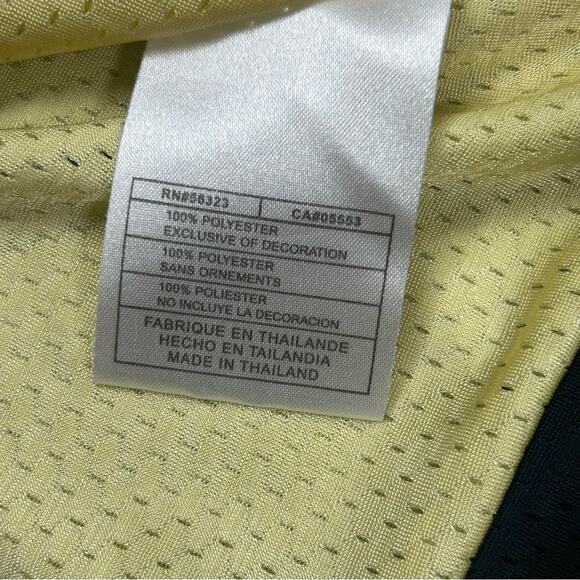 RN#56323 CA#05553
100% POLYESTER
EXCLUSIVE OF DECORATION
100% POLYESTER
SANS ORNEMENTS
100% POLIESTER
NO INCLUYE LA DECORACION
FABRIQUE EN THAILANDE
HECHO EN TAILANDIA
MADE IN THAILAND